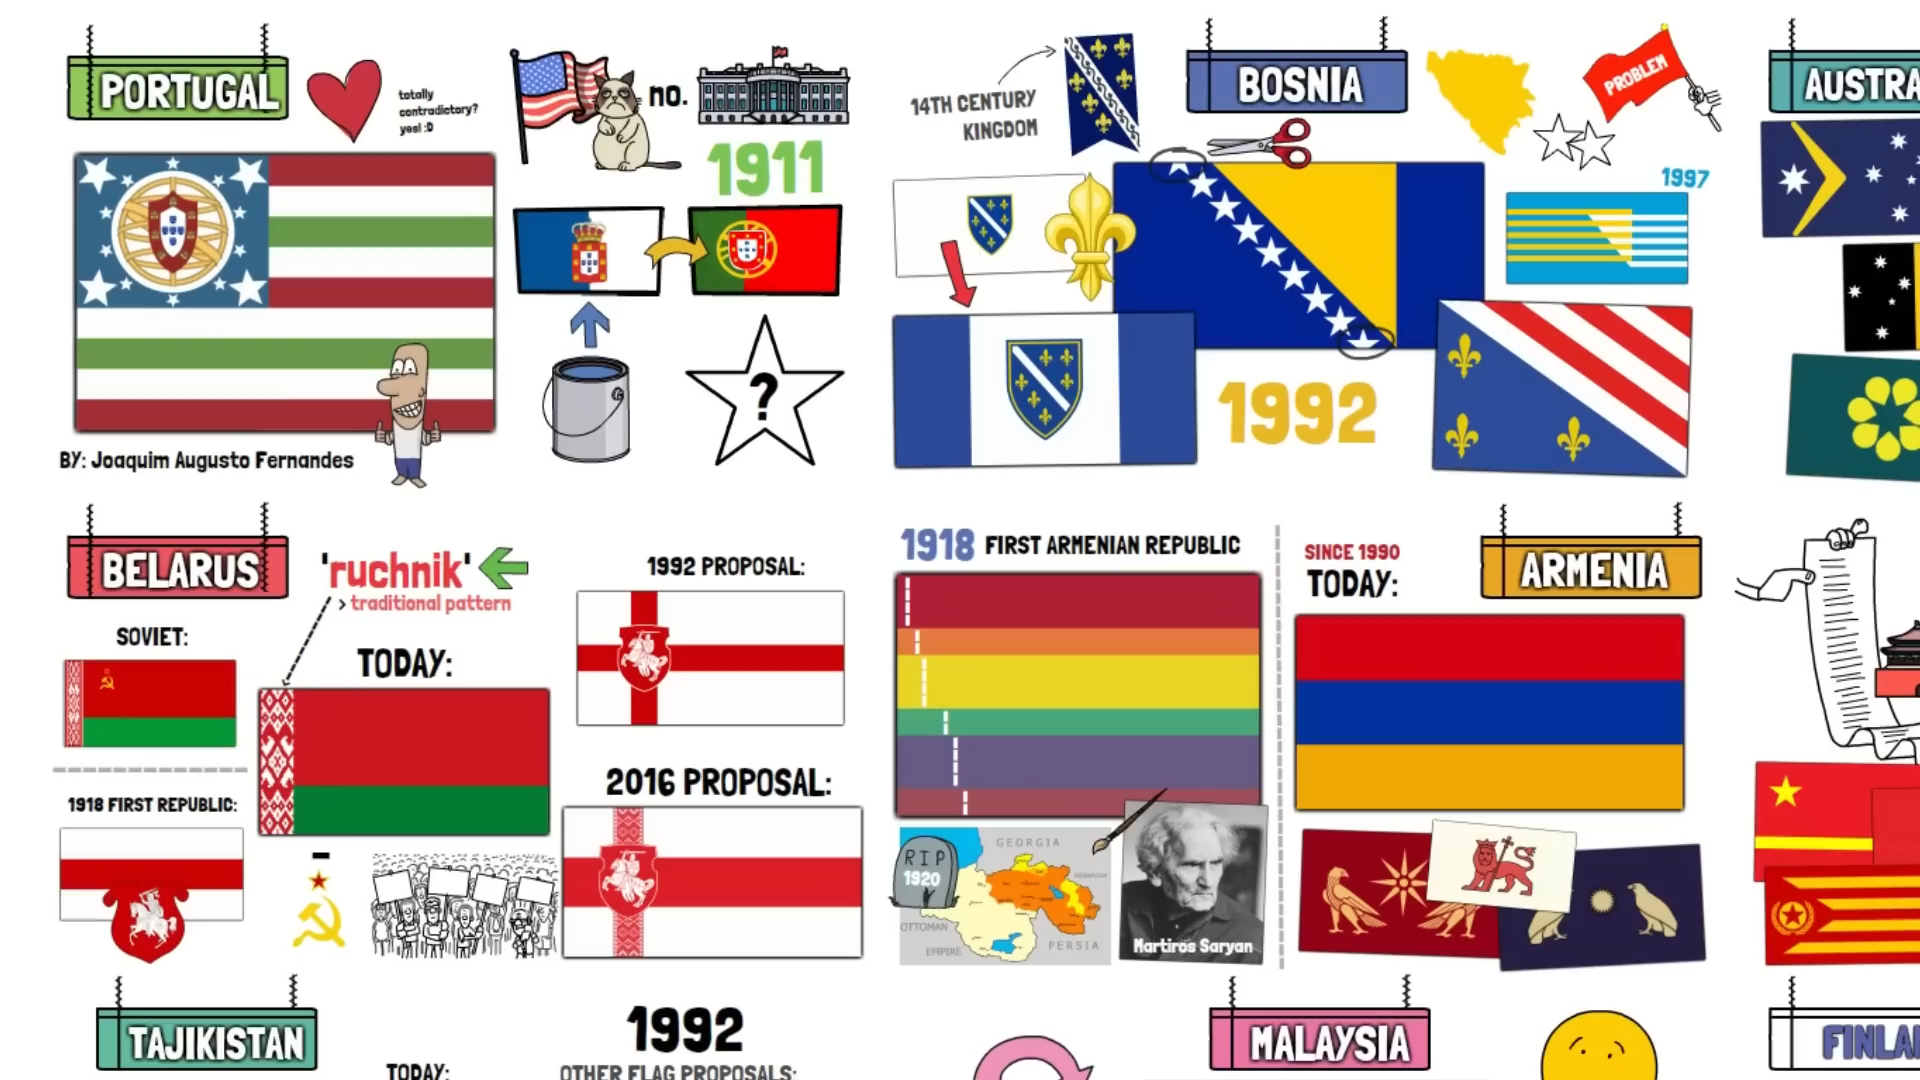 PORTUGAL
totally
contradictory?
yes! :D
no.
1911
?
BY: Joaquim Augusto Fernandes
14TH CENTURY
KINGDOM
BOSNIA
PROBLEM
1997
1992
AUSTRA
BELARUS
'ruchnik'
> traditional pattern
SOVIET:
TODAY:
1918 FIRST REPUBLIC:
1992 PROPOSAL:
2016 PROPOSAL:
1918 FIRST ARMENIAN REPUBLIC
SINCE 1990
TODAY:
ARMENIA
RIP
1920
GEORGIA
OTTOMAN
EMPIRE
PERSIA
Martiros Saryan
TAJIKISTAN
TODAY:
1992
OTHER FLAG PROPOSALS:
MALAYSIA
FINLA